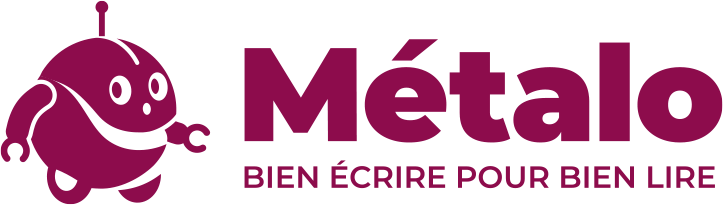 Métalo
BIEN ÉCRIRE POUR BIEN LIRE